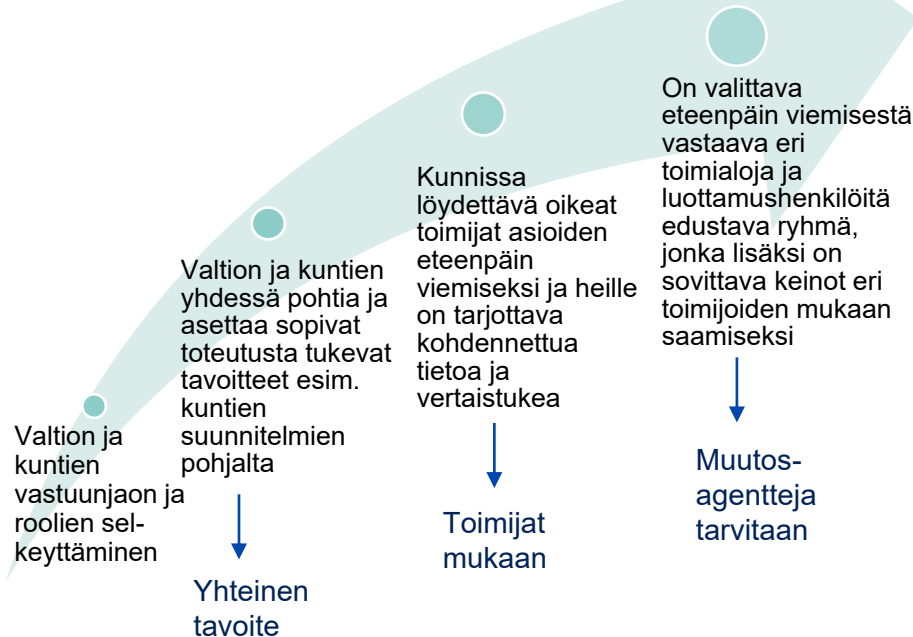 Valtion ja
kuntien
vastuunjaon ja
roolien sel-
keyttäminen
Valtion ja kuntien
yhdessä pohtia ja
asettaa sopivat
toteutusta tukevat
tavoitteet esim.
kuntien
suunnitelmien
pohjalta
Yhteinen
tavoite
Kunnissa
löydettävä oikeat
toimijat asioiden
eteenpäin
viemiseksi ja heille
on tarjottava
kohdennettua
tietoa ja
vertaistukea
Toimijat
mukaan
On valittava
eteenpäin viemisestä
vastaava eri
toimialoja ja
luottamushenkilöitä
edustava ryhmä,
jonka lisäksi on
sovittava keinot eri
toimijoiden mukaan
saamiseksi
Muutos-
agentteja
tarvitaan